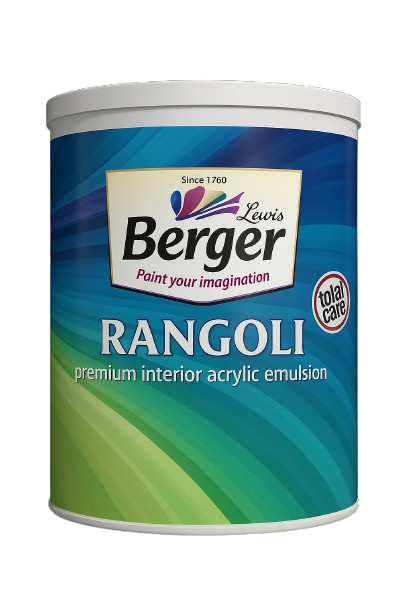 Since 1760
Lewis
Berger
Paint your imagination
total
care
RANGOLI
premium interior acrylic emulsion